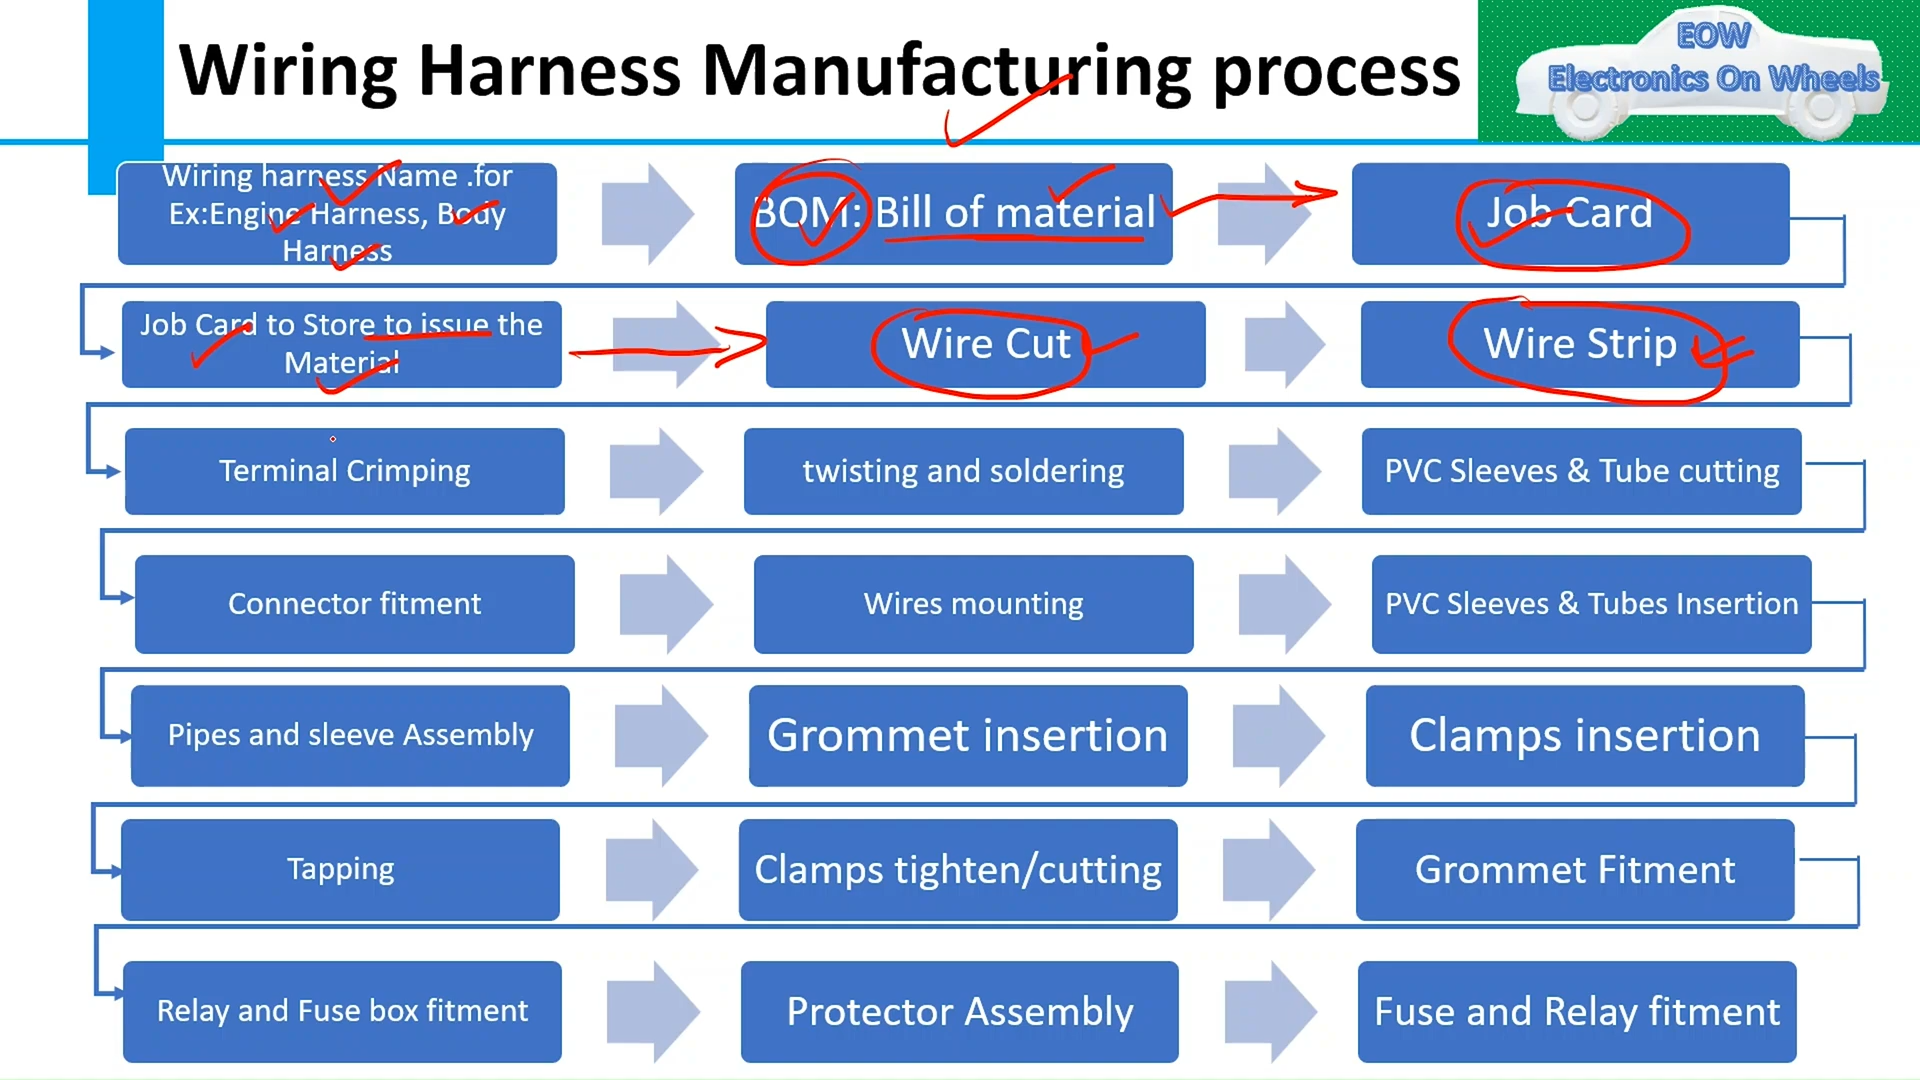 Wiring Harness Manufacturing process
EOW
Electronics On Wheels
Wiring harness Name .for
Ex:Engine Harness, Body
Harness
BOM: Bill of material
Job Card
Job Card to Store to issue the
Material
Wire Cut
Wire Strip
Terminal Crimping
twisting and soldering
PVC Sleeves & Tube cutting
Connector fitment
Wires mounting
PVC Sleeves & Tubes Insertion
Pipes and sleeve Assembly
Grommet insertion
Clamps insertion
Tapping
Clamps tighten/cutting
Grommet Fitment
Relay and Fuse box fitment
Protector Assembly
Fuse and Relay fitment